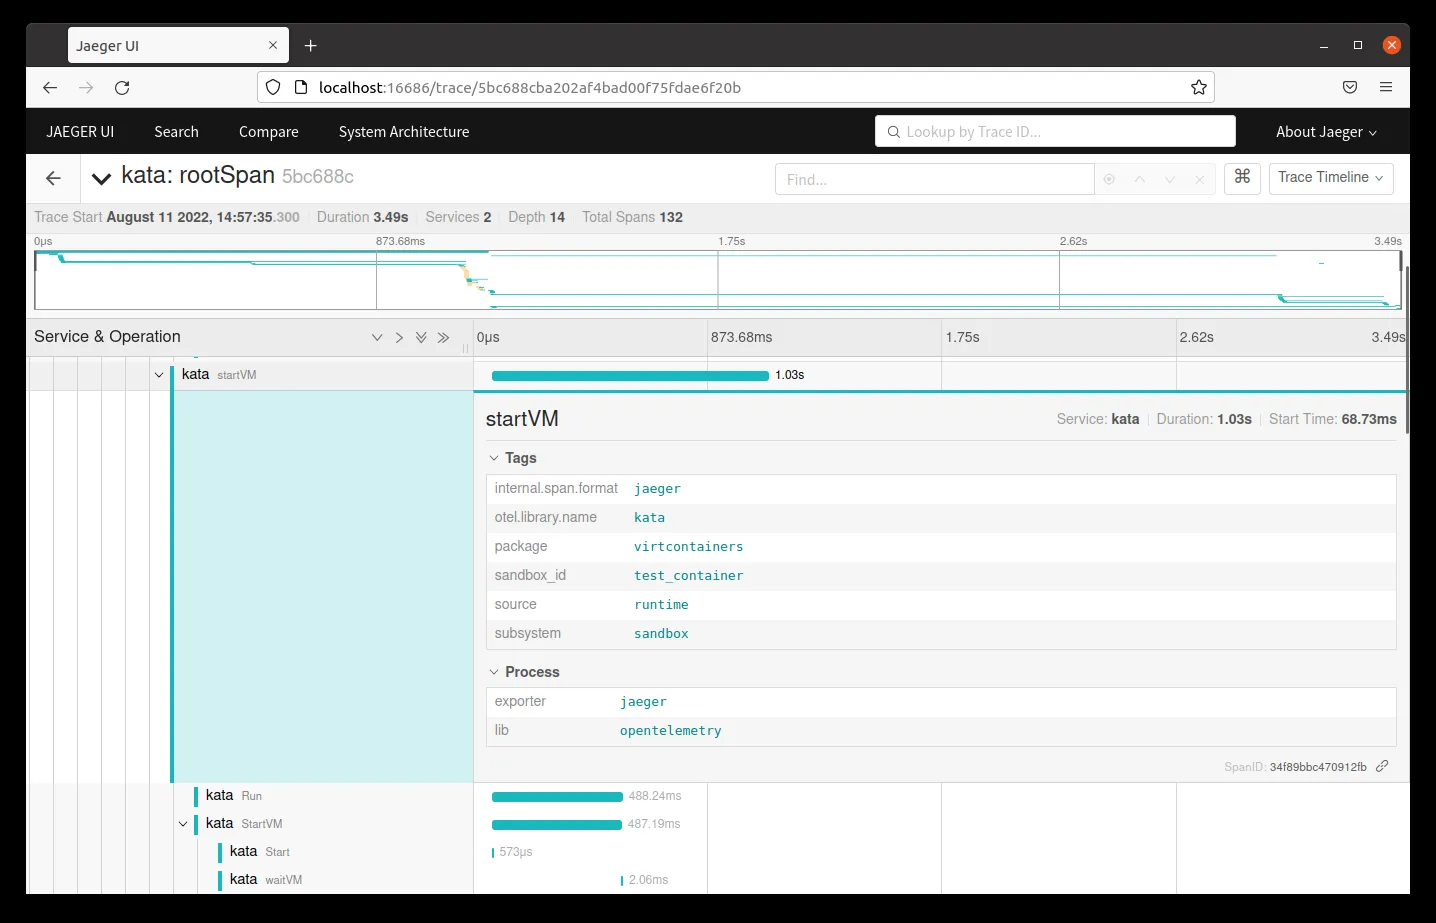 Jaeger UI
localhost:16686/trace/5bc688cba202af4bad00f75fdae6f20b
JAEGER UI Search Compare System Architecture Lookup by Trace ID... About Jaeger
kata: rootSpan 5bc688c Find... ⌘ Trace Timeline
Trace Start August 11 2022, 14:57:35.300 Duration 3.49s Services 2 Depth 14 Total Spans 132
0μs 873.68ms 1.75s 2.62s 3.49s
Service & Operation 0μs 873.68ms 1.75s 2.62s 3.49s
kata startVM 1.03s
startVM Service: kata Duration: 1.03s Start Time: 68.73ms
Tags
internal.span.format jaeger
otel.library.name kata
package virtcontainers
sandbox_id test_container
source runtime
subsystem sandbox
Process
exporter jaeger
lib opentelemetry
SpanID: 34f89bbc470912fb
kata Run 488.24ms
kata StartVM 487.19ms
kata Start 573μs
kata waitVM 2.06ms